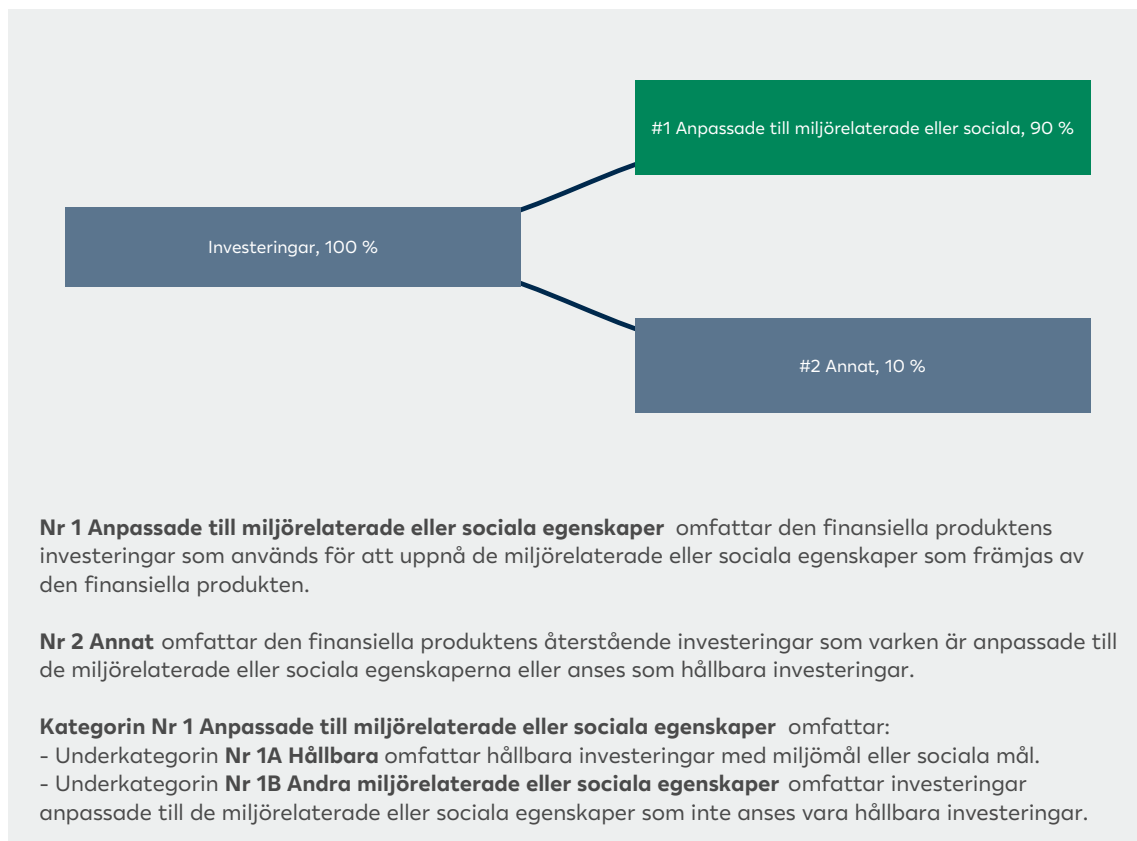 #1 Anpassade till miljörelaterade eller sociala, 90 %
Investeringar, 100 %
#2 Annat, 10 %
Nr 1 Anpassade till miljörelaterade eller sociala egenskaper omfattar den finansiella produktens
investeringar som används för att uppnå de miljörelaterade eller sociala egenskaper som främjas av
den finansiella produkten.
Nr 2 Annat omfattar den finansiella produktens återstående investeringar som varken är anpassade till
de miljörelaterade eller sociala egenskaperna eller anses som hållbara investeringar.
Kategorin Nr 1 Anpassade till miljörelaterade eller sociala egenskaper omfattar:
- Underkategorin Nr 1A Hållbara omfattar hållbara investeringar med miljömål eller sociala mål.
- Underkategorin Nr 1B Andra miljörelaterade eller sociala egenskaper omfattar investeringar
anpassade till de miljörelaterade eller sociala egenskaper som inte anses vara hållbara investeringar.